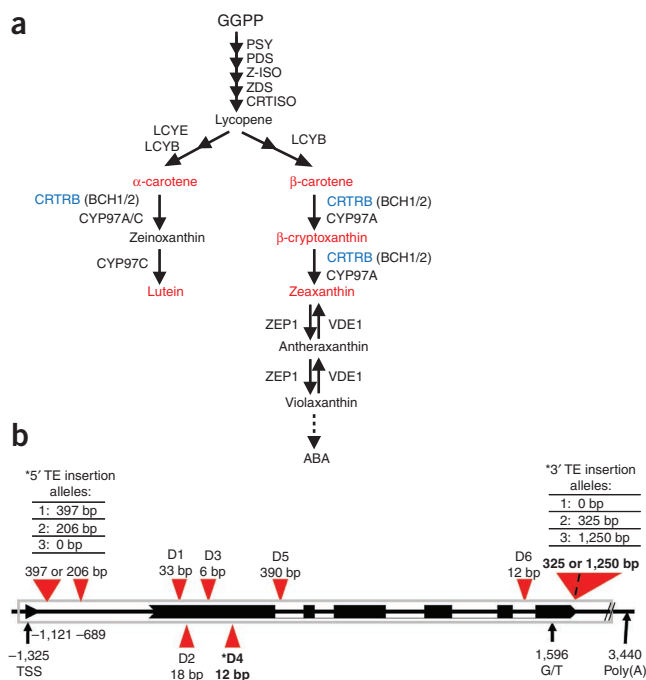 a
GGPP
PSY
PDS
Z-ISO
ZDS
CRTISO
Lycopene
LCYE
LCYB
LCYB
α-carotene
β-carotene
CRTRB (BCH1/2)
CYP97A/C
CRTRB (BCH1/2)
CYP97A
Zeinoxanthin
β-cryptoxanthin
CYP97C
CRTRB (BCH1/2)
CYP97A
Lutein
Zeaxanthin
ZEP1
VDE1
Antheraxanthin
ZEP1
VDE1
Violaxanthin
ABA
b
*5′ TE insertion
alleles:
1: 397 bp
2: 206 bp
3: 0 bp
*3′ TE insertion
alleles:
1: 0 bp
2: 325 bp
3: 1,250 bp
397 or 206 bp
D1
33 bp
D3
6 bp
D5
390 bp
D6
12 bp
325 or 1,250 bp
−1,121
−689
−1,325
TSS
D2
18 bp
*D4
12 bp
1,596
G/T
3,440
Poly(A)